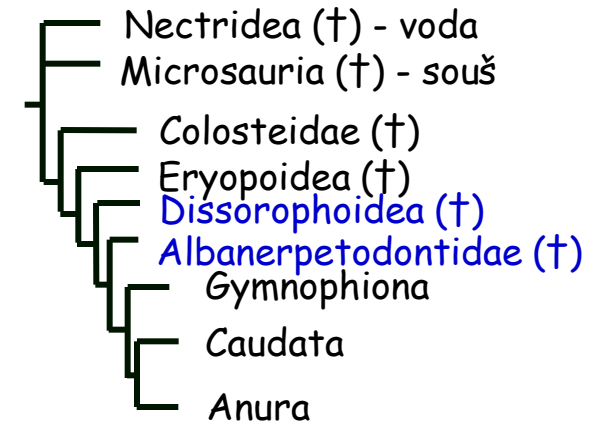 Nectridea (†) - voda
Microsauria (†) - souš
Colosteidae (†)
Eryopoidea (†)
Dissorophoidea (†)
Albanerpetodontidae (†)
Gymnophiona
Caudata
Anura